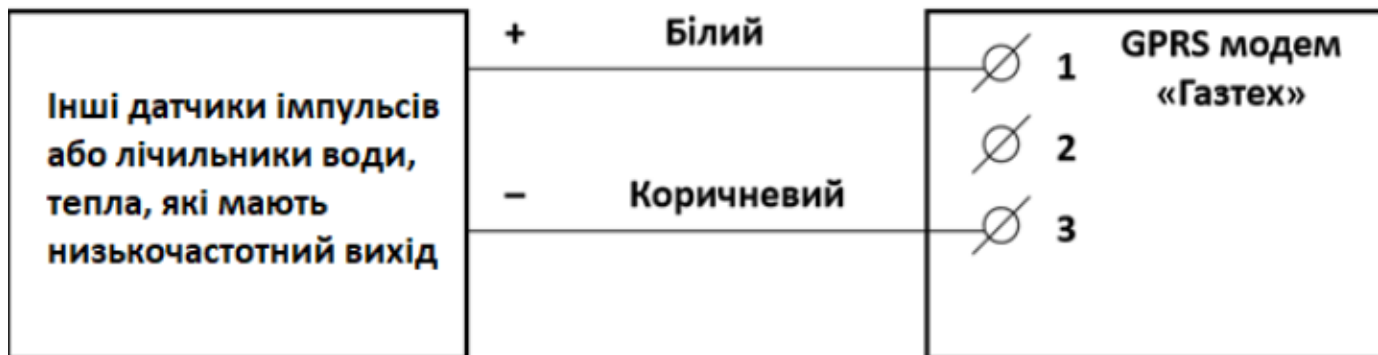 Інші датчики імпульсів
або лічильники води,
тепла, які мають
низькочастотний вихід
+ Білий
– Коричневий
1
2
3
GPRS модем
«Газтех»